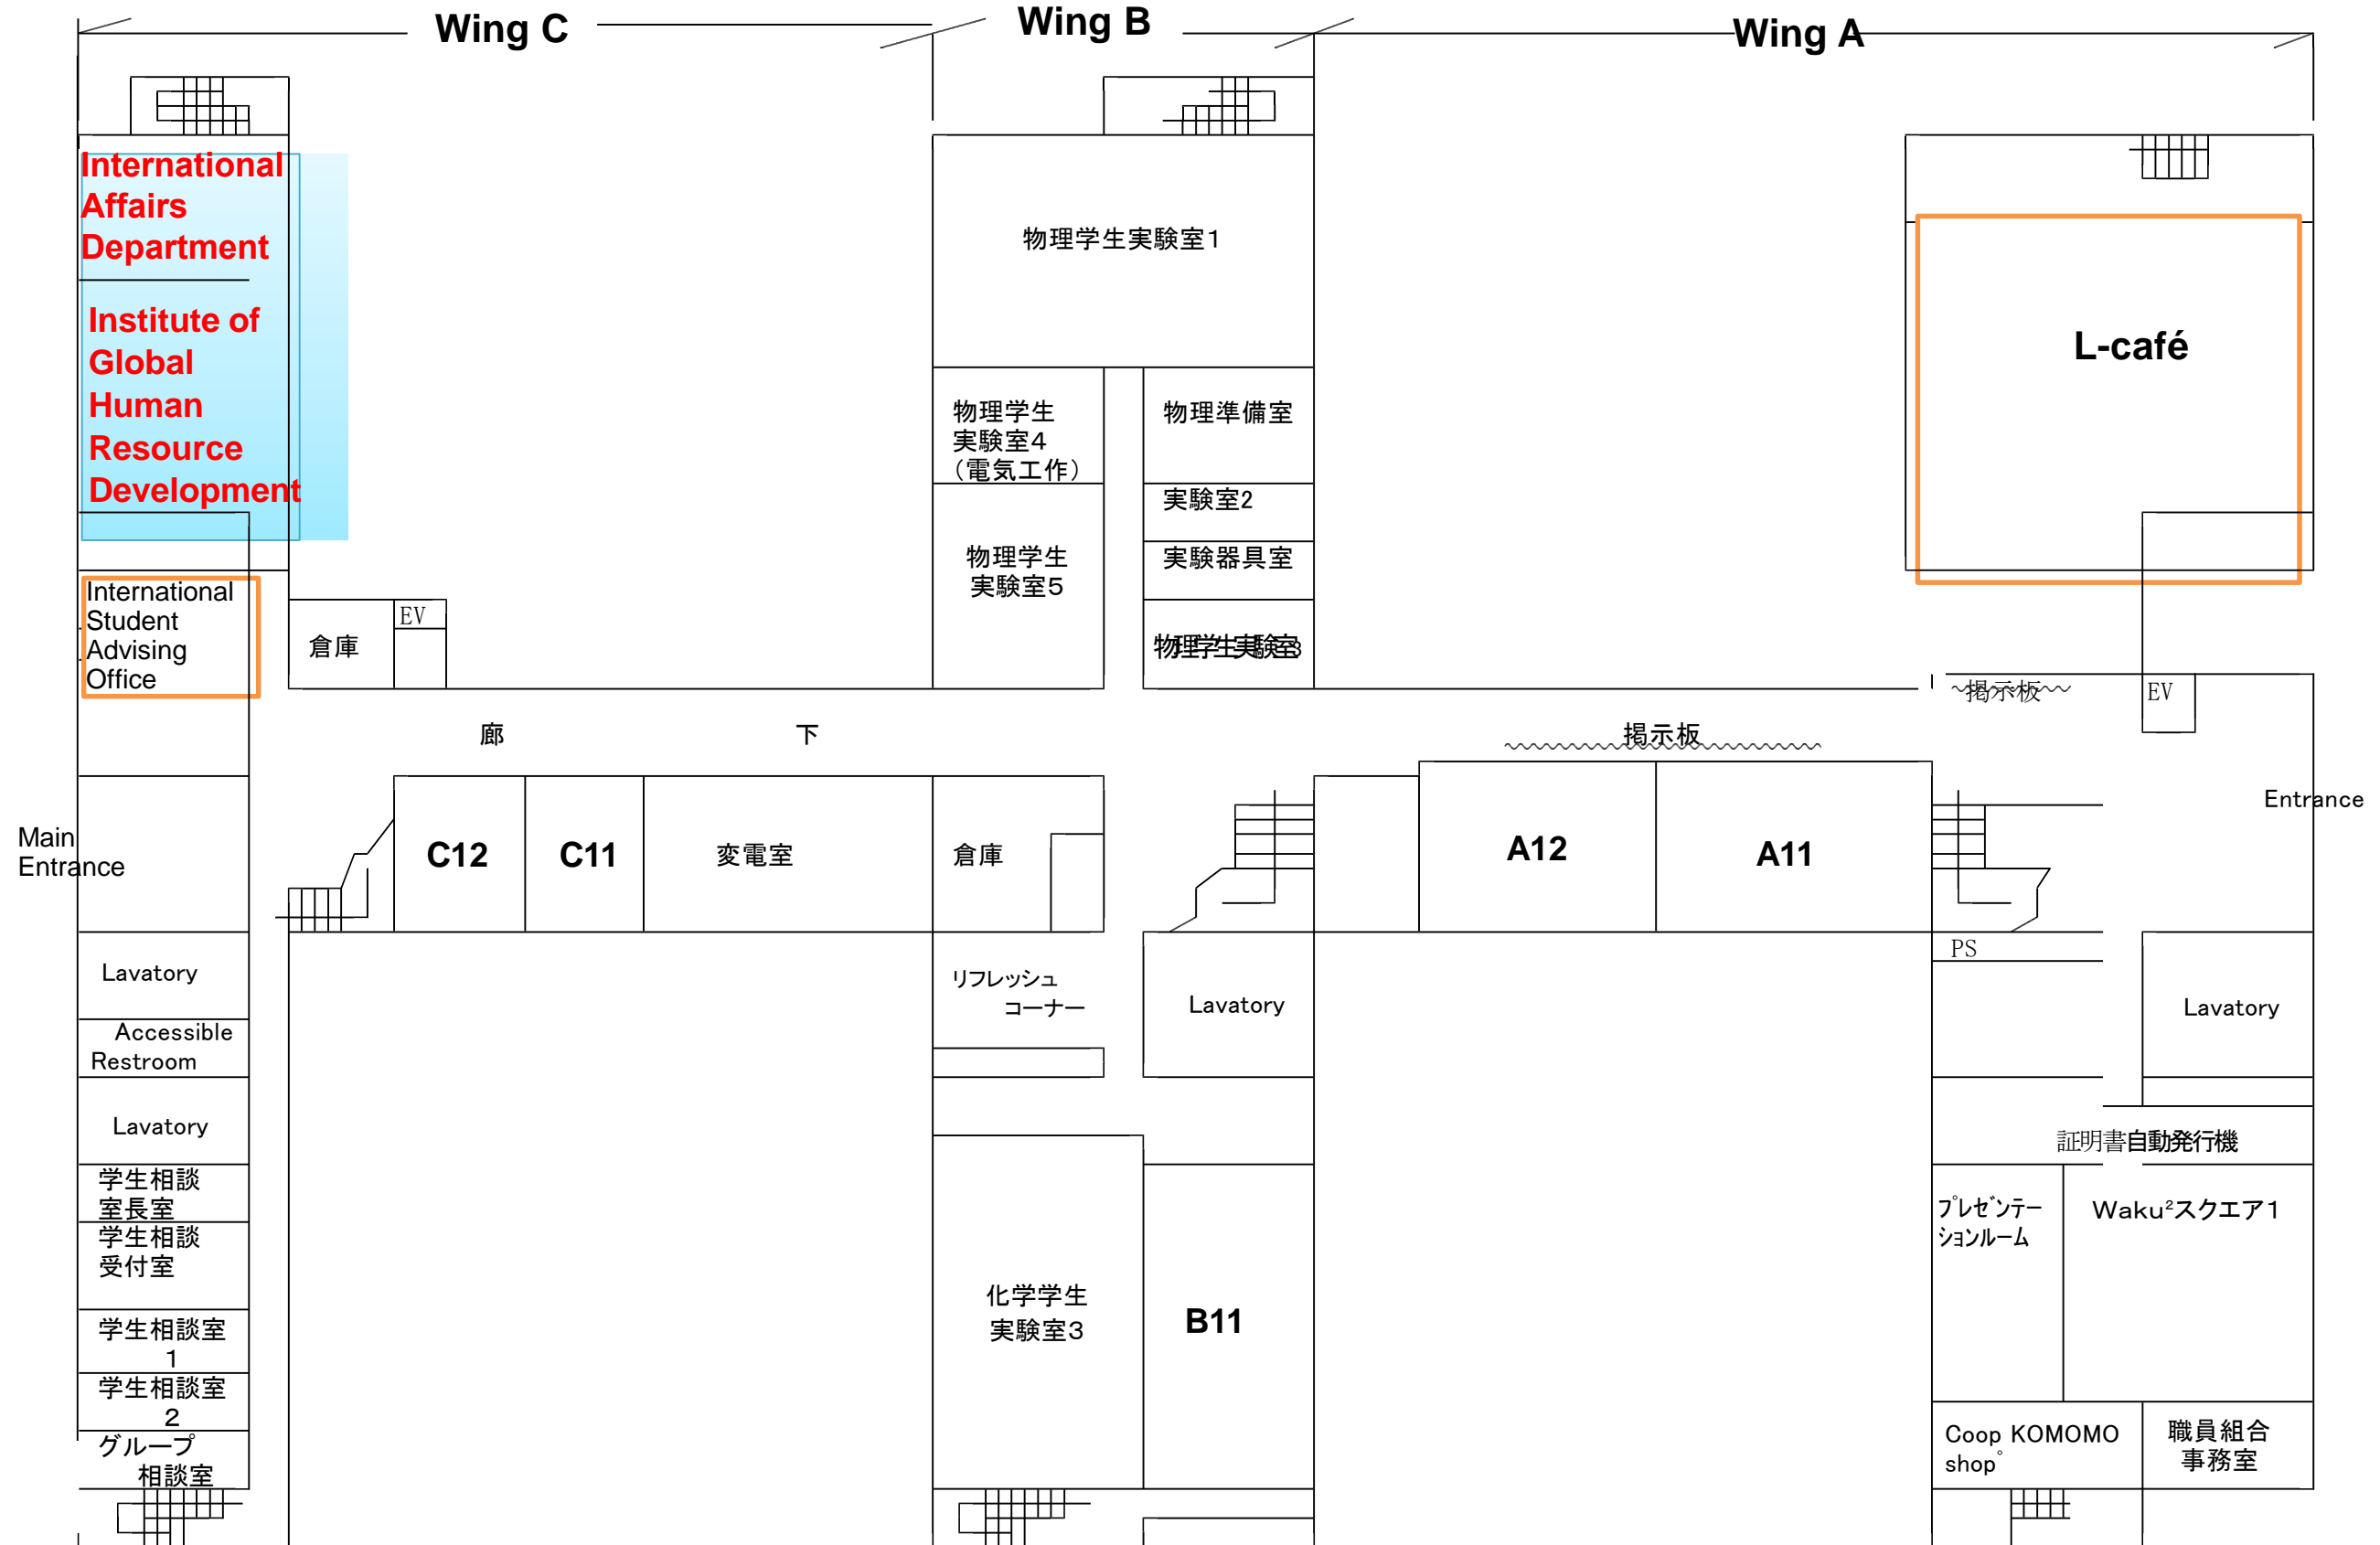 Wing C
Wing B
Wing A
International
Affairs
Department
Institute of
Global
Human
Resource
Development
物理学生実験室1
L-café
物理学生
実験室4
（電気工作）
物理準備室
実験室2
実験器具室
物理学生
実験室5
物理学生実験室3
International
Student
Advising
Office
倉庫
EV
掲示板
EV
廊　下
掲示板
Entrance
Main
Entrance
C12
C11
変電室
倉庫
A12
A11
PS
Lavatory
リフレッシュ
コーナー
Lavatory
Lavatory
Accessible
Restroom
Lavatory
証明書自動発行機
学生相談
室長室
学生相談
受付室
学生相談室
1
学生相談室
2
グループ
相談室
化学学生
実験室3
B11
プレゼンテー
ションルーム
Waku²スクエア1
Coop KOMOMO
shop°
職員組合
事務室